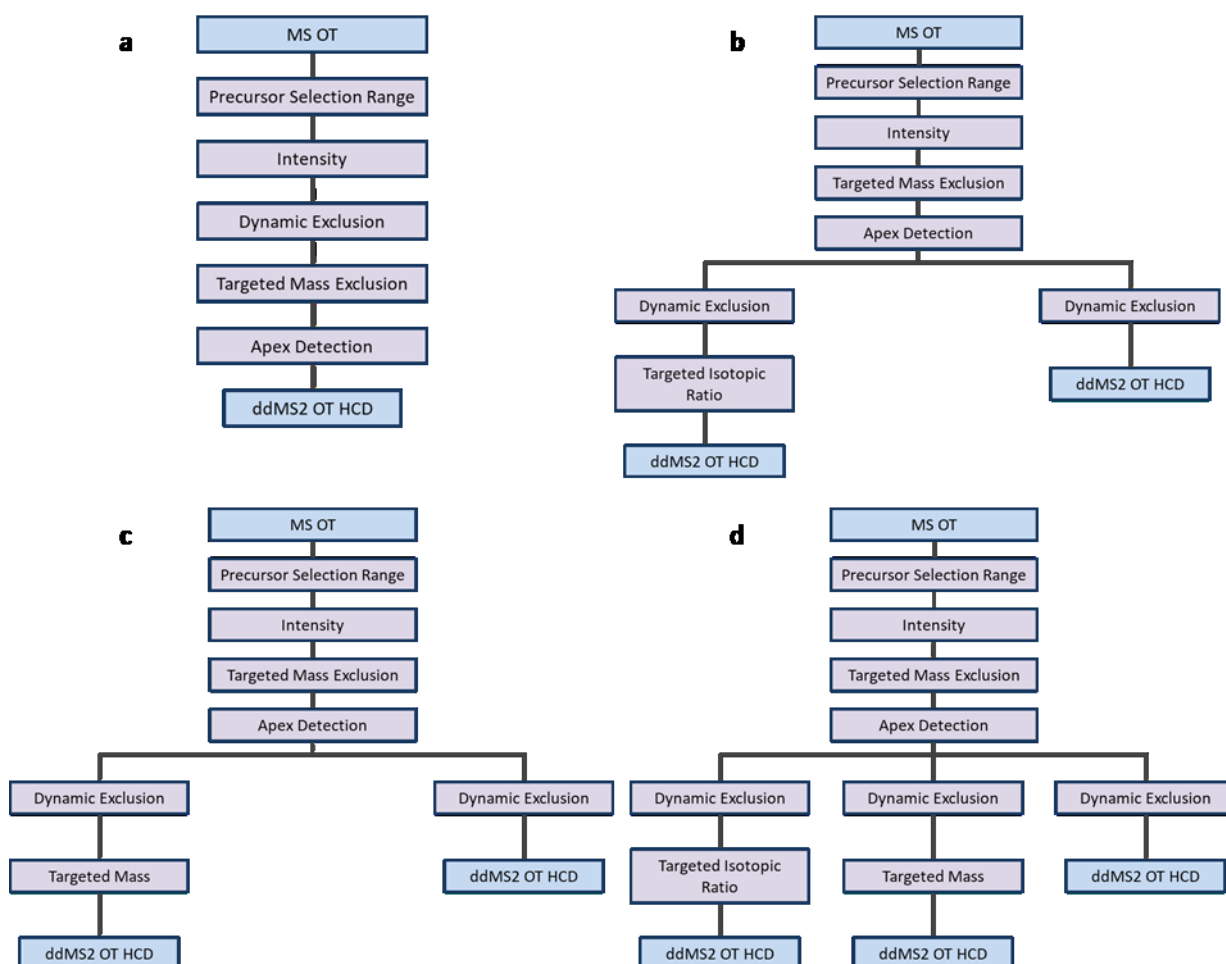 a
MS OT
Precursor Selection Range
Intensity
Dynamic Exclusion
Targeted Mass Exclusion
Apex Detection
ddMS2 OT HCD
b
MS OT
Precursor Selection Range
Intensity
Targeted Mass Exclusion
Apex Detection
Dynamic Exclusion
Targeted Isotopic
Ratio
ddMS2 OT HCD
Dynamic Exclusion
ddMS2 OT HCD
c
MS OT
Precursor Selection Range
Intensity
Targeted Mass Exclusion
Apex Detection
Dynamic Exclusion
Targeted Mass
ddMS2 OT HCD
Dynamic Exclusion
ddMS2 OT HCD
d
MS OT
Precursor Selection Range
Intensity
Targeted Mass Exclusion
Apex Detection
Dynamic Exclusion
Targeted Isotopic
Ratio
ddMS2 OT HCD
Dynamic Exclusion
Targeted Mass
ddMS2 OT HCD
Dynamic Exclusion
ddMS2 OT HCD